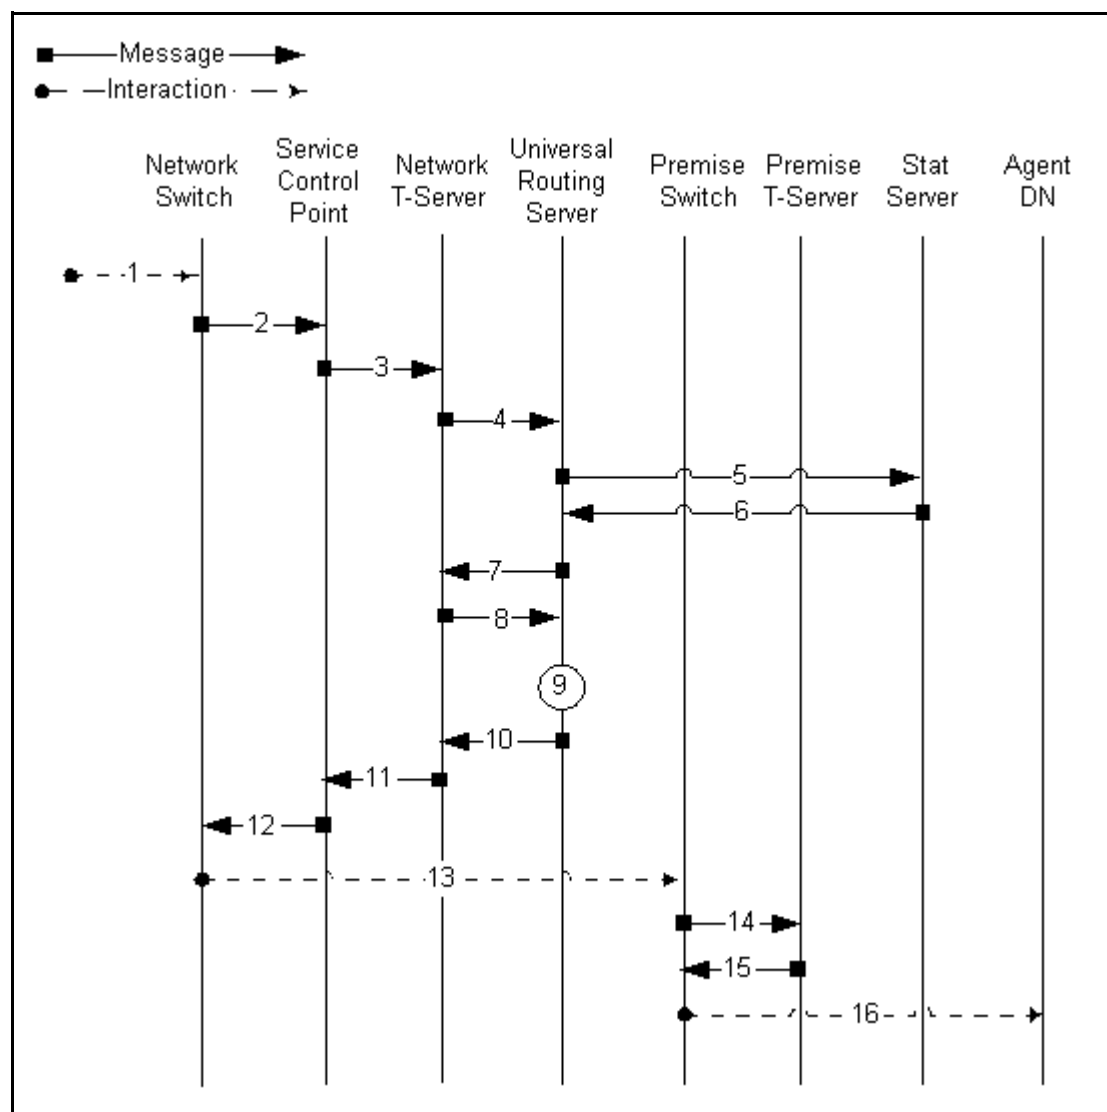 Message
Interaction
Network
Switch
Service
Control
Point
Network
T-Server
Universal
Routing
Server
Premise
Switch
Premise
T-Server
Stat
Server
Agent
DN
1
2
3
4
5
6
7
8
9
10
11
12
13
14
15
16